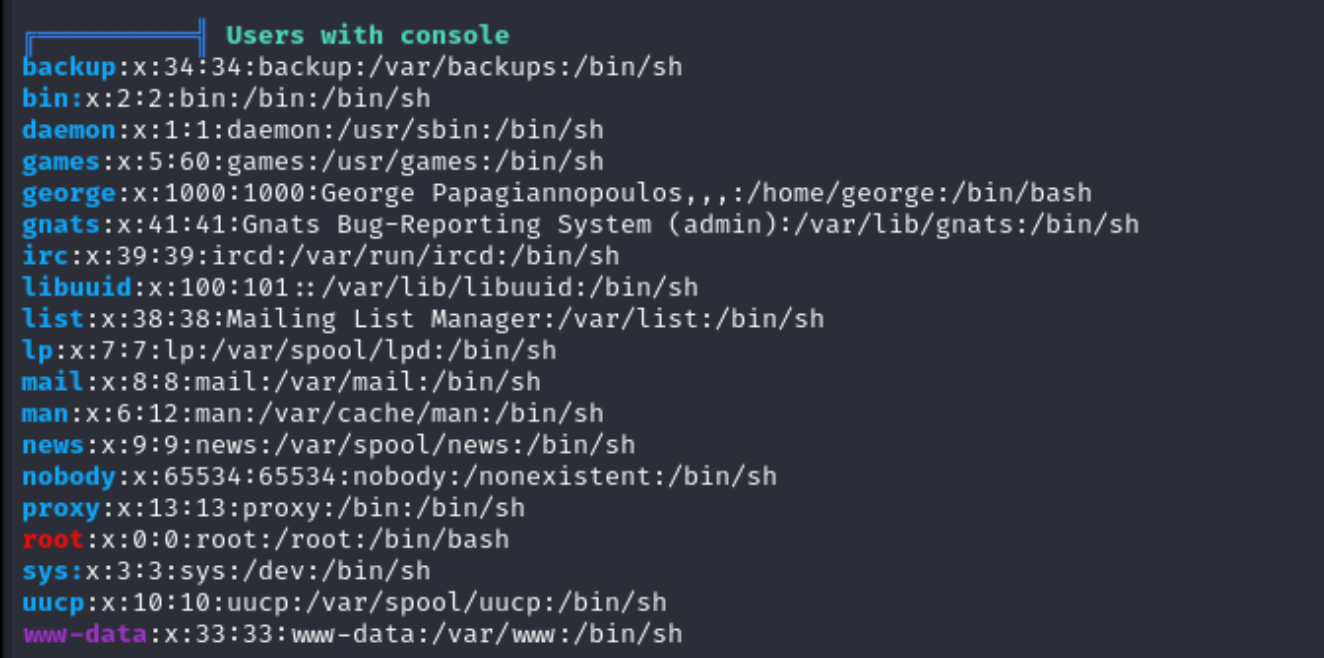 Users with console
backup:x:34:34:backup:/var/backups:/bin/sh
bin:x:2:2:bin:/bin:/bin/sh
daemon:x:1:1:daemon:/usr/sbin:/bin/sh
games:x:5:60:games:/usr/games:/bin/sh
george:x:1000:1000:George Papagiannopoulos,,,:/home/george:/bin/bash
gnats:x:41:41:Gnats Bug-Reporting System (admin):/var/lib/gnats:/bin/sh
irc:x:39:39:ircd:/var/run/ircd:/bin/sh
libuuid:x:100:101::/var/lib/libuuid:/bin/sh
list:x:38:38:Mailing List Manager:/var/list:/bin/sh
lp:x:7:7:lp:/var/spool/lpd:/bin/sh
mail:x:8:8:mail:/var/mail:/bin/sh
man:x:6:12:man:/var/cache/man:/bin/sh
news:x:9:9:news:/var/spool/news:/bin/sh
nobody:x:65534:65534:nobody:/nonexistent:/bin/sh
proxy:x:13:13:proxy:/bin:/bin/sh
root:x:0:0:root:/root:/bin/bash
sys:x:3:3:sys:/dev:/bin/sh
uucp:x:10:10:uucp:/var/spool/uucp:/bin/sh
www-data:x:33:33:www-data:/var/www:/bin/sh